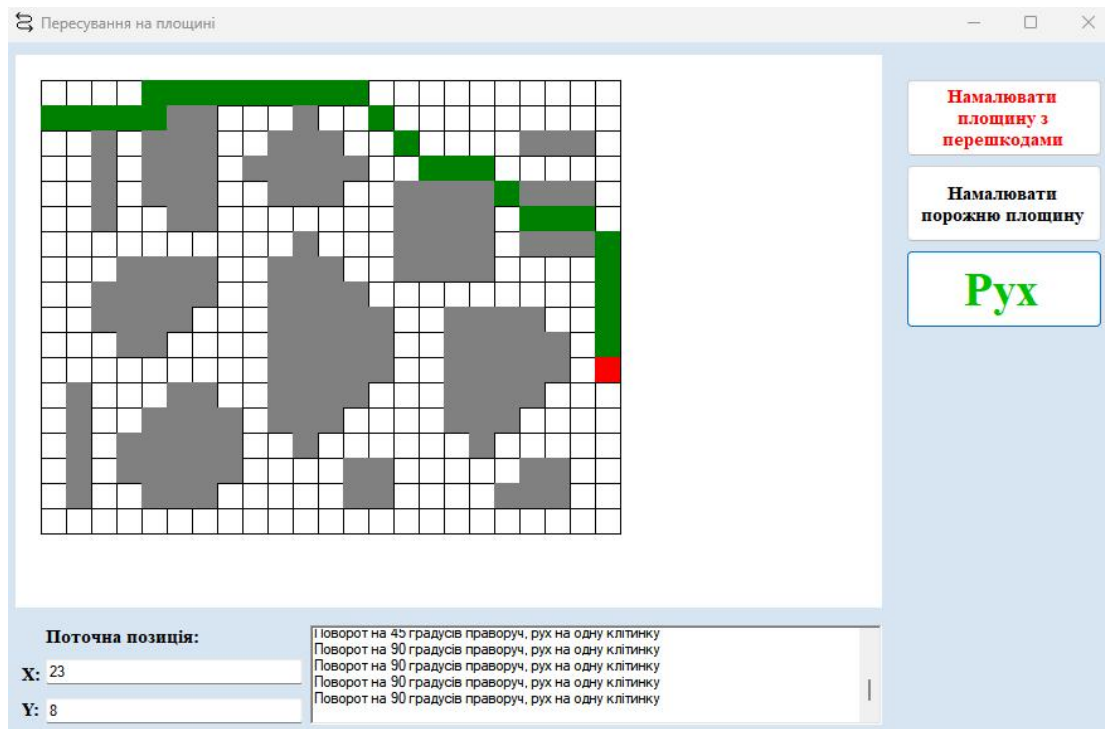 Пересування на площині
Намалювати
площину з
перешкодами
Намалювати
порожню площину
Рух
Поточна позиція:
X: 23
Y: 8
Поворот на 45 градусів праворуч, рух на одну клітинку
Поворот на 90 градусів праворуч, рух на одну клітинку
Поворот на 90 градусів праворуч, рух на одну клітинку
Поворот на 90 градусів праворуч, рух на одну клітинку
Поворот на 90 градусів праворуч, рух на одну клітинку